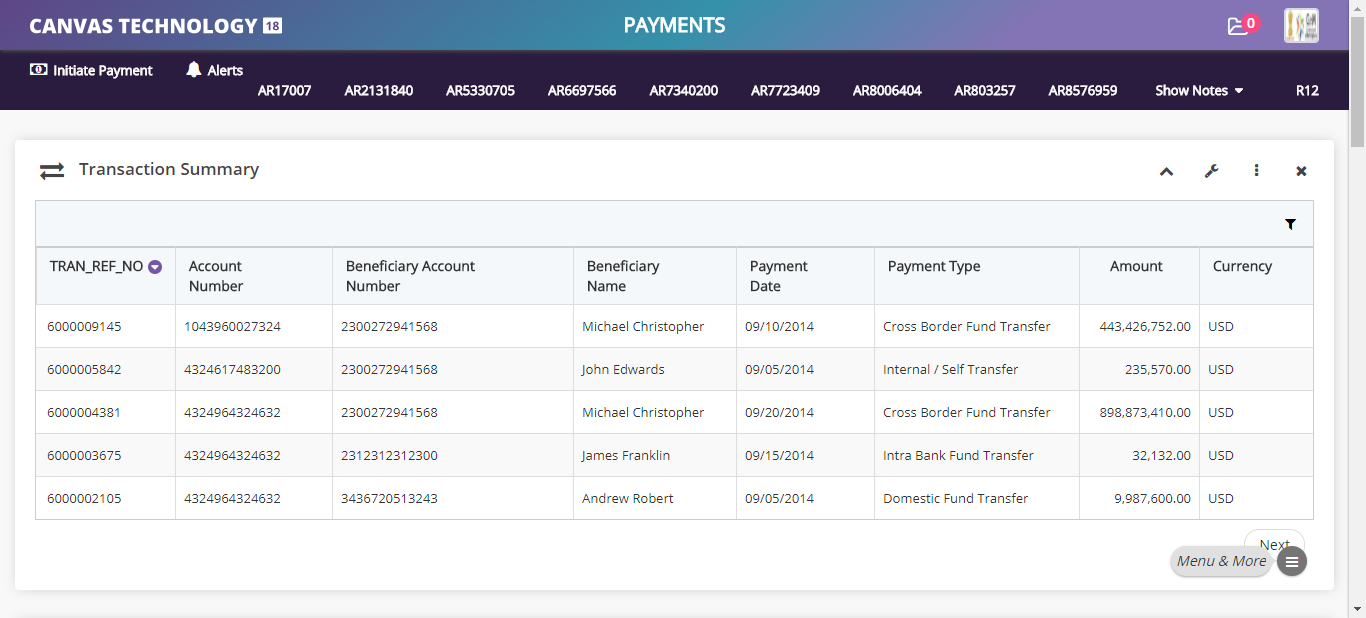 CANVAS TECHNOLOGY 18
PAYMENTS
0
Initiate Payment
Alerts
AR17007 AR2131840 AR5330705 AR6697566 AR7340200 AR7723409 AR8006404 AR803257 AR8576959 Show Notes R12
Transaction Summary
TRAN_REF_NO Account Number Beneficiary Account Number Beneficiary Name Payment Date Payment Type Amount Currency
6000009145 1043960027324 2300272941568 Michael Christopher 09/10/2014 Cross Border Fund Transfer 443,426,752.00 USD
6000005842 4324617483200 2300272941568 John Edwards 09/05/2014 Internal / Self Transfer 235,570.00 USD
6000004381 4324964324632 2300272941568 Michael Christopher 09/20/2014 Cross Border Fund Transfer 898,873,410.00 USD
6000003675 4324964324632 2312312312300 James Franklin 09/15/2014 Intra Bank Fund Transfer 32,132.00 USD
6000002105 4324964324632 3436720513243 Andrew Robert 09/05/2014 Domestic Fund Transfer 9,987,600.00 USD
Next
Menu & More